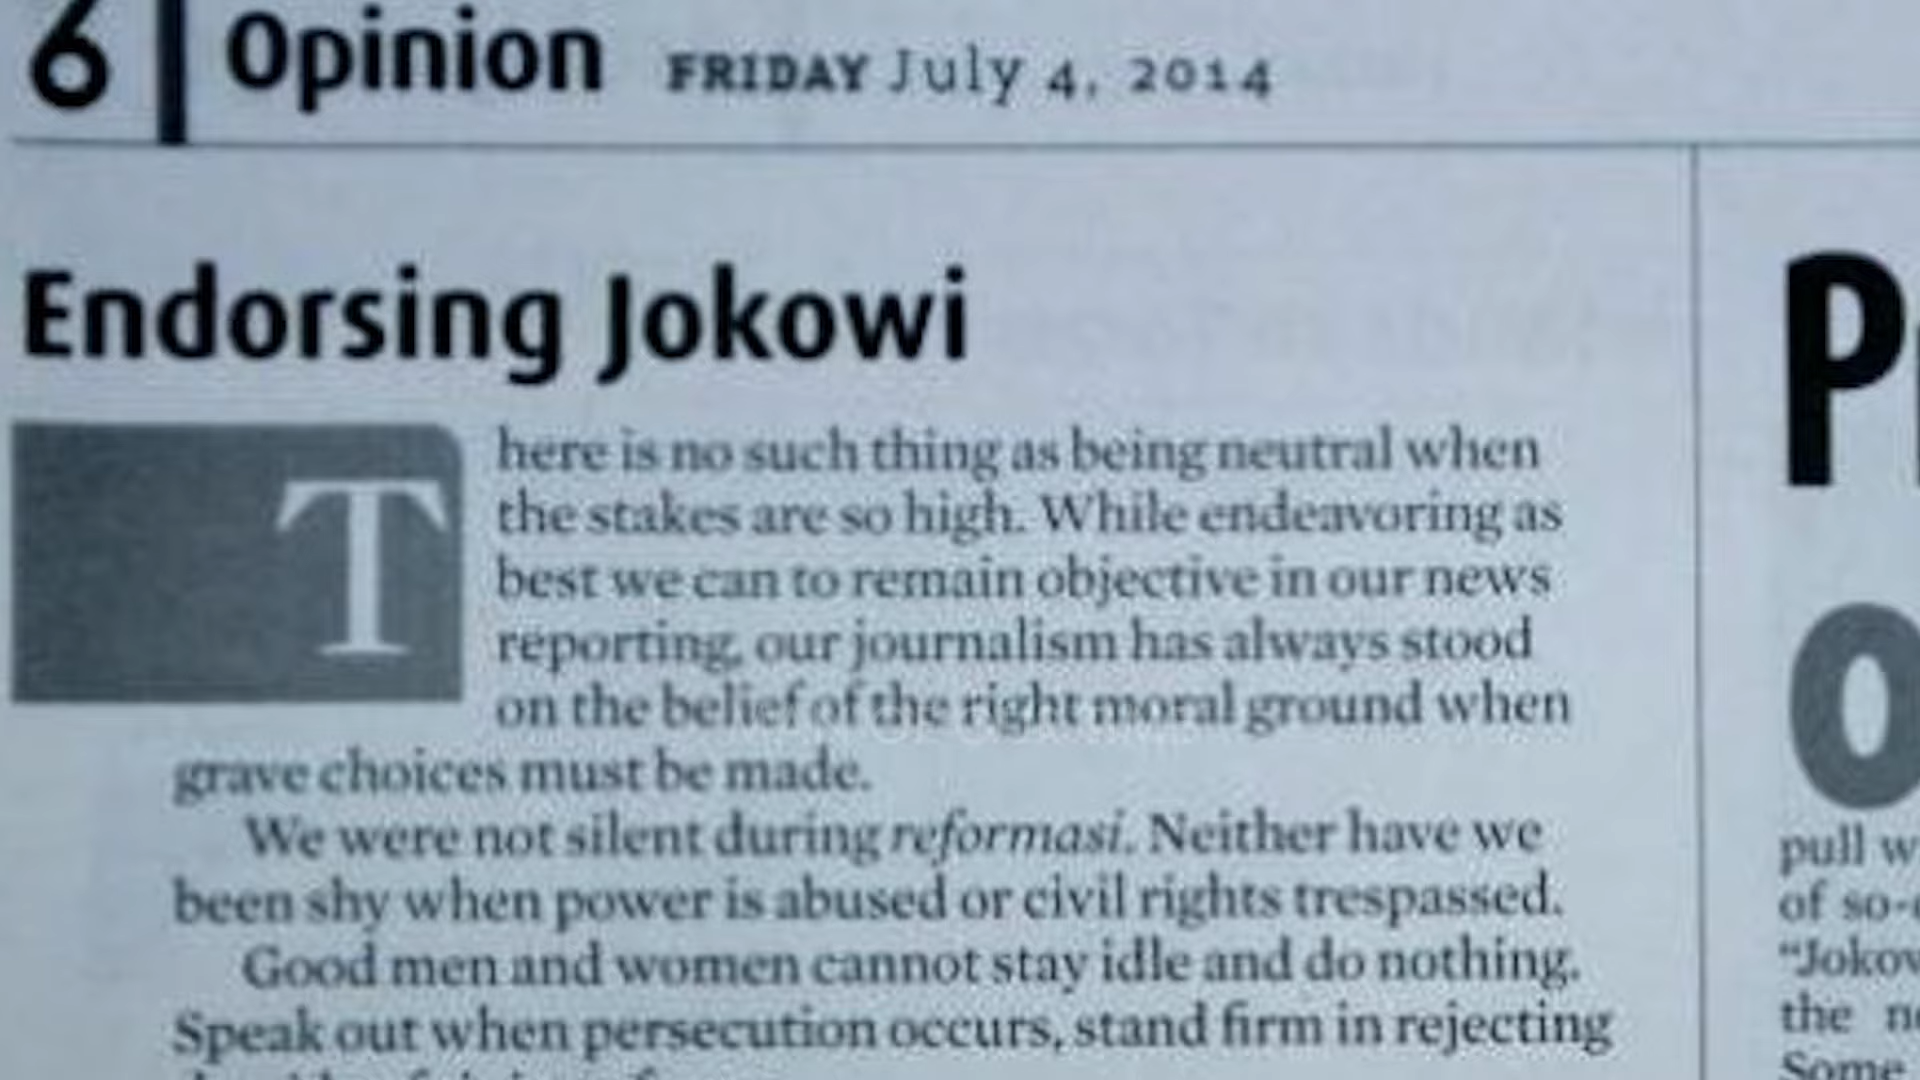 6 Opinion FRIDAY July 4, 2014
Endorsing Jokowi
There is no such thing as being neutral when
the stakes are so high. While endeavoring as
best we can to remain objective in our news
reporting, our journalism has always stood
on the belief of the right moral ground when
grave choices must be made.
We were not silent during reformasi. Neither have we
been shy when power is abused or civil rights trespassed.
Good men and women cannot stay idle and do nothing.
Speak out when persecution occurs, stand firm in rejecting
P
O
pull w
of so-
“Jokow
the
Some